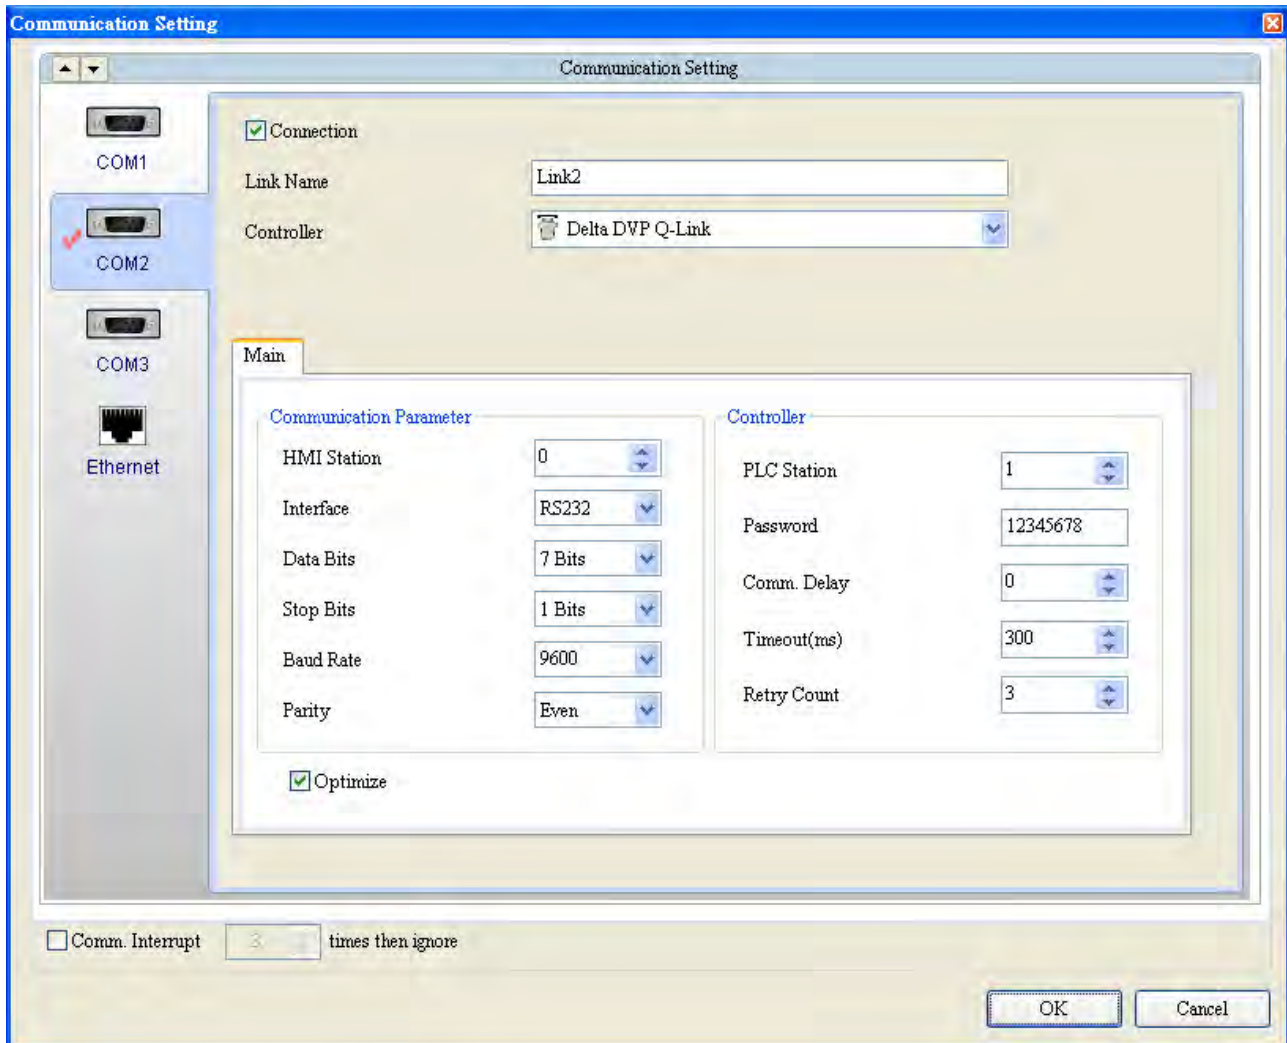 Communication Setting
Communication Setting
COM1
COM2
COM3
Ethernet
Connection
Link Name Link2
Controller Delta DVP Q-Link
Main
Communication Parameter
HMI Station 0
Interface RS232
Data Bits 7 Bits
Stop Bits 1 Bits
Baud Rate 9600
Parity Even
Optimize
Controller
PLC Station 1
Password 12345678
Comm. Delay 0
Timeout(ms) 300
Retry Count 3
Comm. Interrupt 3 times then ignore
OK Cancel